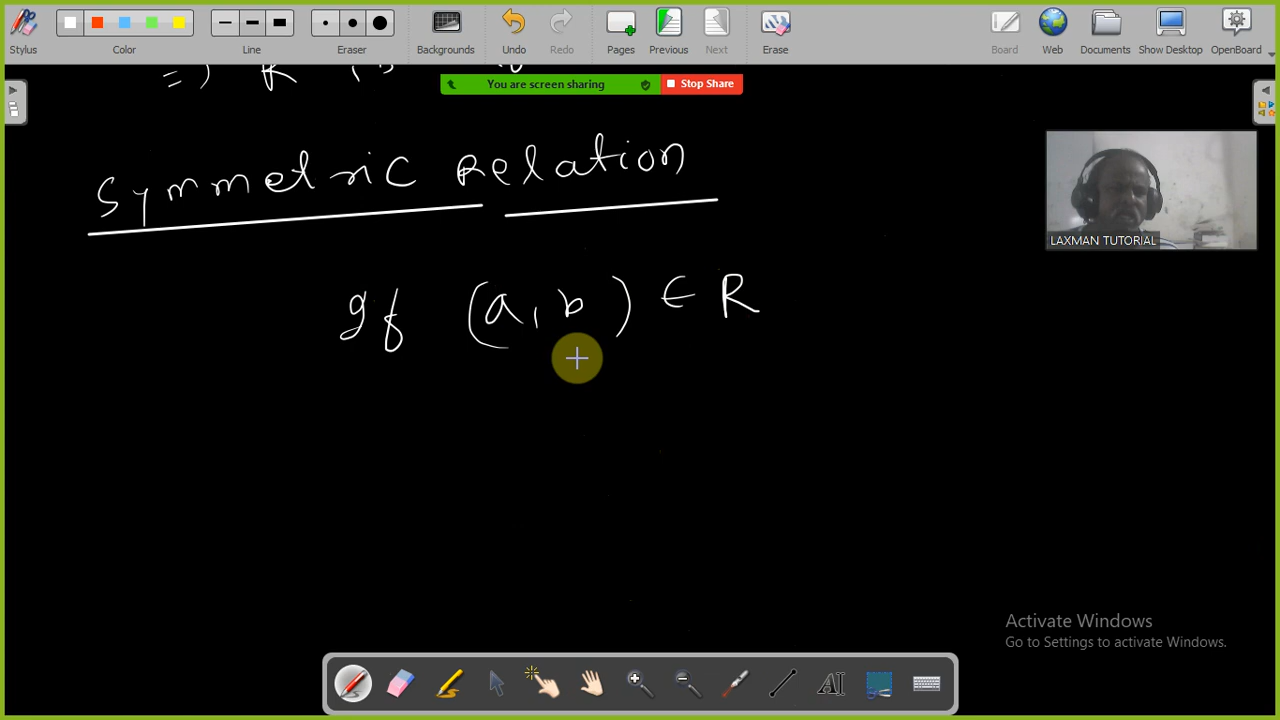 Stylus Color Line Eraser Backgrounds Undo Redo Pages Previous Next Erase Board Web Documents Show Desktop OpenBoard
=) R is
You are screen sharing Stop Share
Symmetric Relation
LAXMAN TUTORIAL
If (a, b) ∈ R
Activate Windows
Go to Settings to activate Windows.